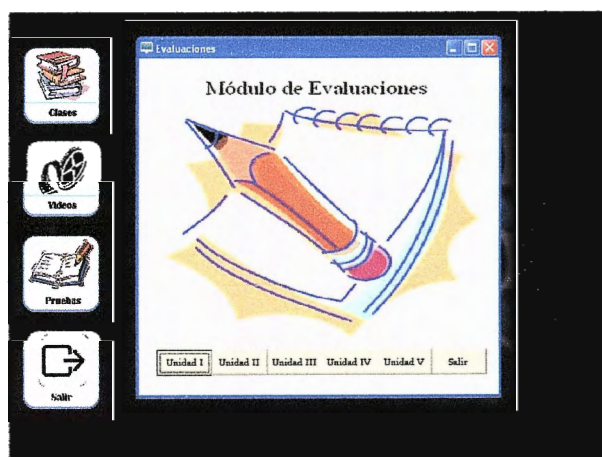 Evaluaciones
Módulo de Evaluaciones
Clases
Videos
Pruebas
Salir
Unidad I Unidad II Unidad III Unidad IV Unidad V Salir